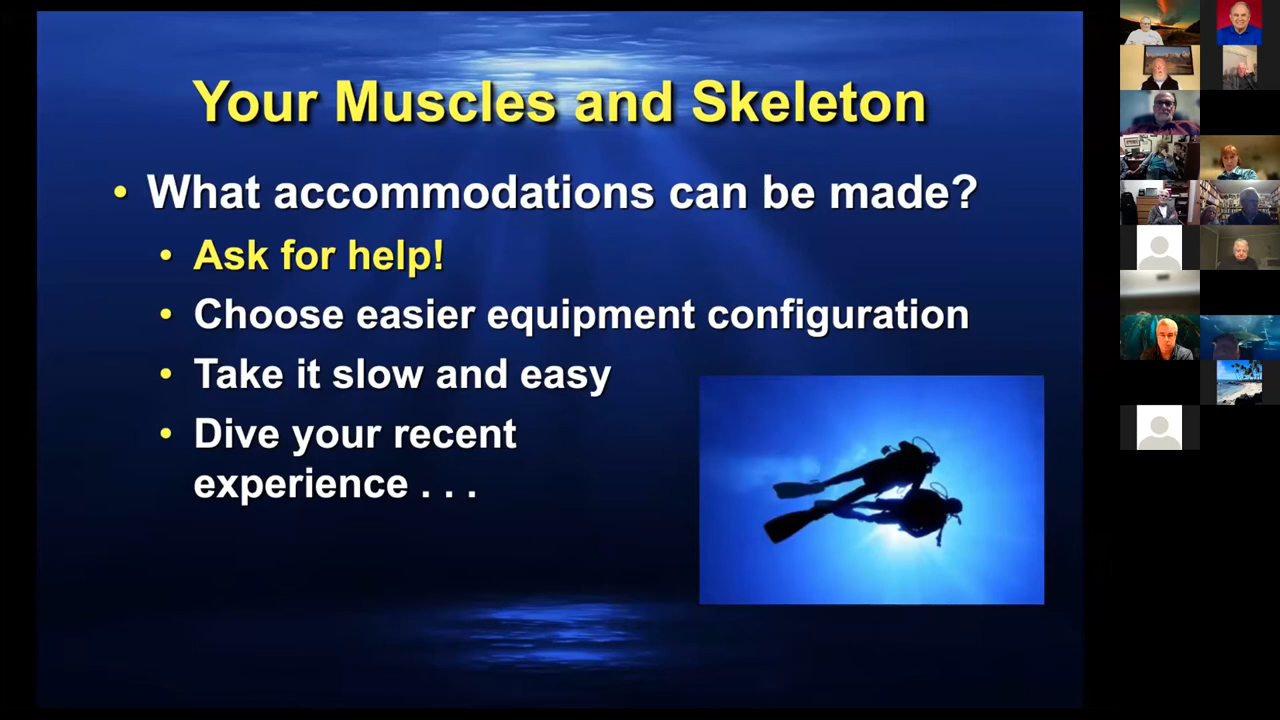 Your Muscles and Skeleton
• What accommodations can be made?
• Ask for help!
• Choose easier equipment configuration
• Take it slow and easy
• Dive your recent
experience . . .